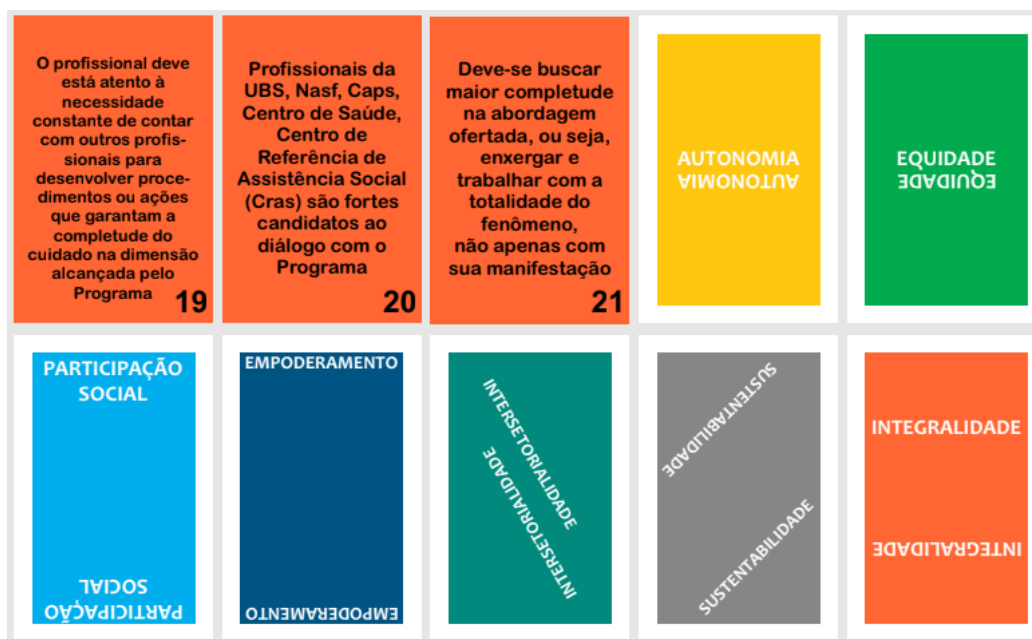 O profissional deve
está atento à
necessidade
constante de contar
com outros profis-
sionais para
desenvolver proce-
dimentos ou ações
que garantam a
completude do
cuidado na dimensão
alcançada pelo
Programa
19
Profissionais da
UBS, Nasf, Caps,
Centro de Saúde,
Centro de
Referência de
Assistência Social
(Cras) são fortes
candidatos ao
diálogo com o
Programa
20
Deve-se buscar
maior completude
na abordagem
ofertada, ou seja,
enxergar e
trabalhar com a
totalidade do
fenômeno,
não apenas com
sua manifestação
21
AUTONOMIA
AUTONOMIA
EQUIDADE
EQUIDADE
PARTICIPAÇÃO
SOCIAL
PARTICIPAÇÃO
SOCIAL
EMPODERAMENTO
EMPODERAMENTO
INTERSETORIALIDADE
INTERSETORIALIDADE
SUSTENTABILIDADE
SUSTENTABILIDADE
INTEGRALIDADE
INTEGRALIDADE